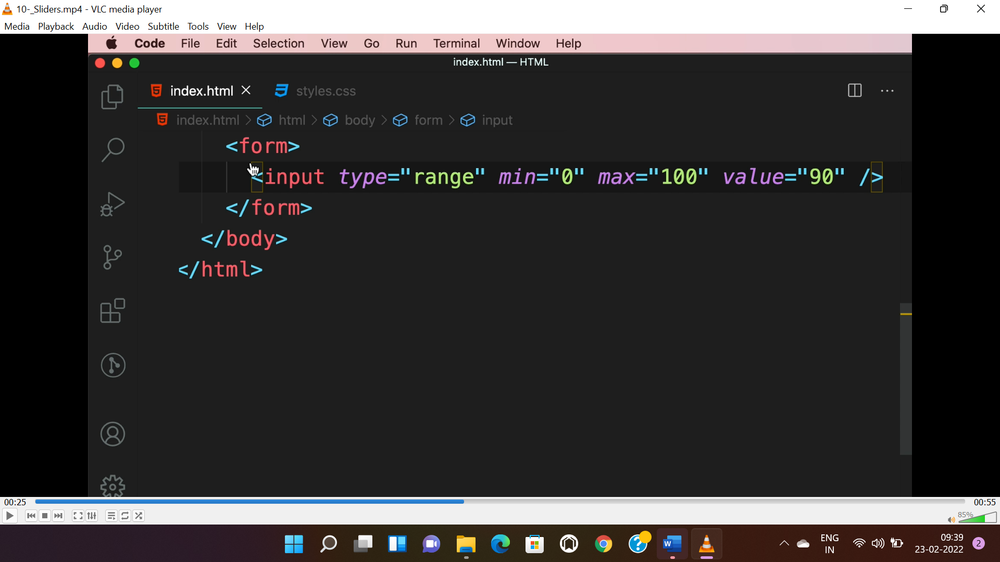 10-_Sliders.mp4 - VLC media player
Media Playback Audio Video Subtitle Tools View Help
Code File Edit Selection View Go Run Terminal Window Help
index.html — HTML
index.html styles.css
index.html > html > body > form > input
<form>
<input type="range" min="0" max="100" value="90" />
</form>
</body>
</html>
00:25 00:55
85%
ENG
IN
09:39
23-02-2022
2